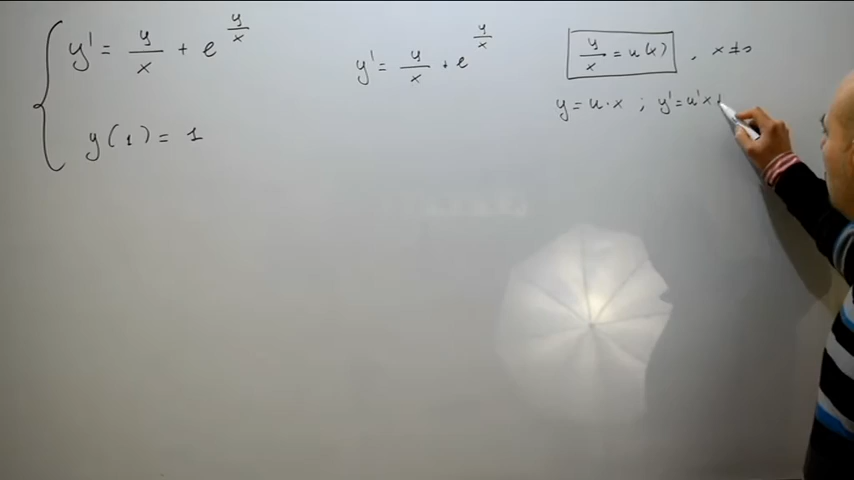 y' = y/x + e^(y/x)
y(1) = 1
y' = y/x + e^(y/x)
y/x = u(x) , x ≠ 0
y = u · x ; y' = u'x +